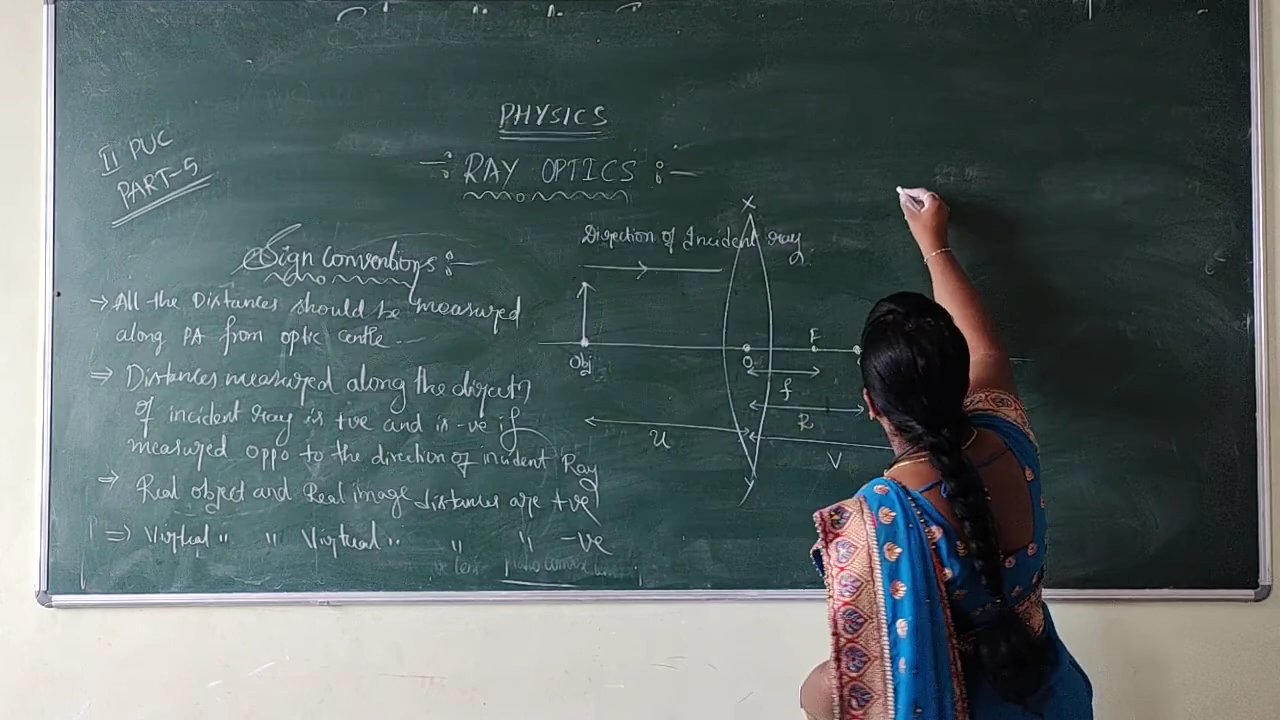 PHYSICS
II PUC
PART-5
RAY OPTICS :-
Sign conventions :-
→ All the Distances should be measured
along PA from optic centre.
⇒ Distances measured along the directn
of incident ray is +ve and is -ve if
measured oppo to the direction of incident Ray
⇒ Real object and Real image distances are +ve
⇒ Virtual " " Virtual " " " -ve
Direction of Incident ray
X
Obj
O
F
f
R
u
V
Y